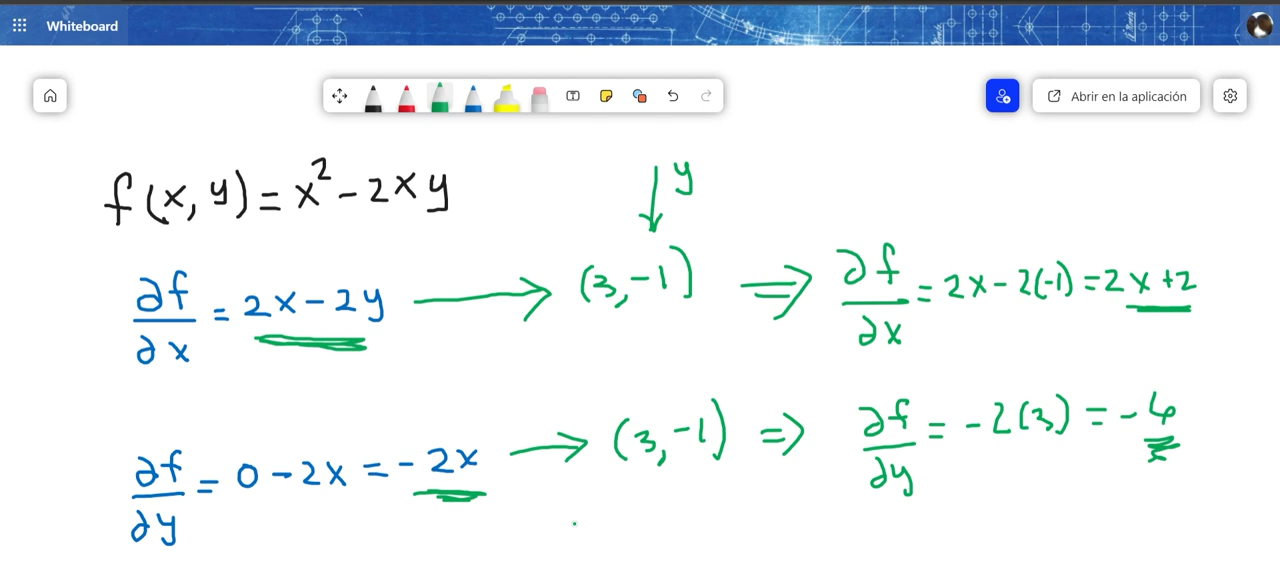 Whiteboard
Abrir en la aplicación
f(x, y) = x² - 2xy
↓ y
∂f/∂x = 2x - 2y → (3, -1) ⇒ ∂f/∂x = 2x - 2(-1) = 2x + 2
∂f/∂y = 0 - 2x = -2x → (3, -1) ⇒ ∂f/∂y = -2(3) = -6